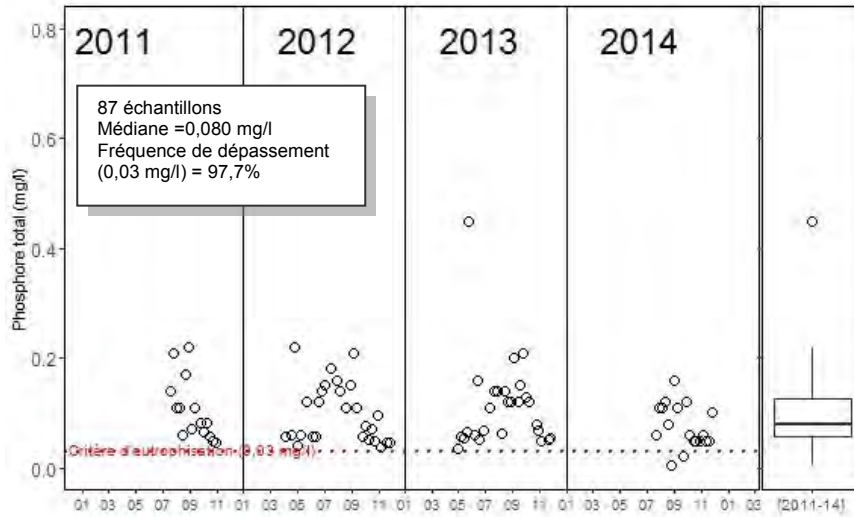 2011 2012 2013 2014
87 échantillons
Médiane =0,080 mg/l
Fréquence de dépassement
(0,03 mg/l) = 97,7%
Phosphore total (mg/l)
0.8
0.6
0.4
0.2
0.0
Critère d'eutrophisation (0,03 mg/l)
01 03 05 07 09 11 01 03 05 07 09 11 01 03 05 07 09 11 01 03 05 07 09 11 01 03
[2011-14]